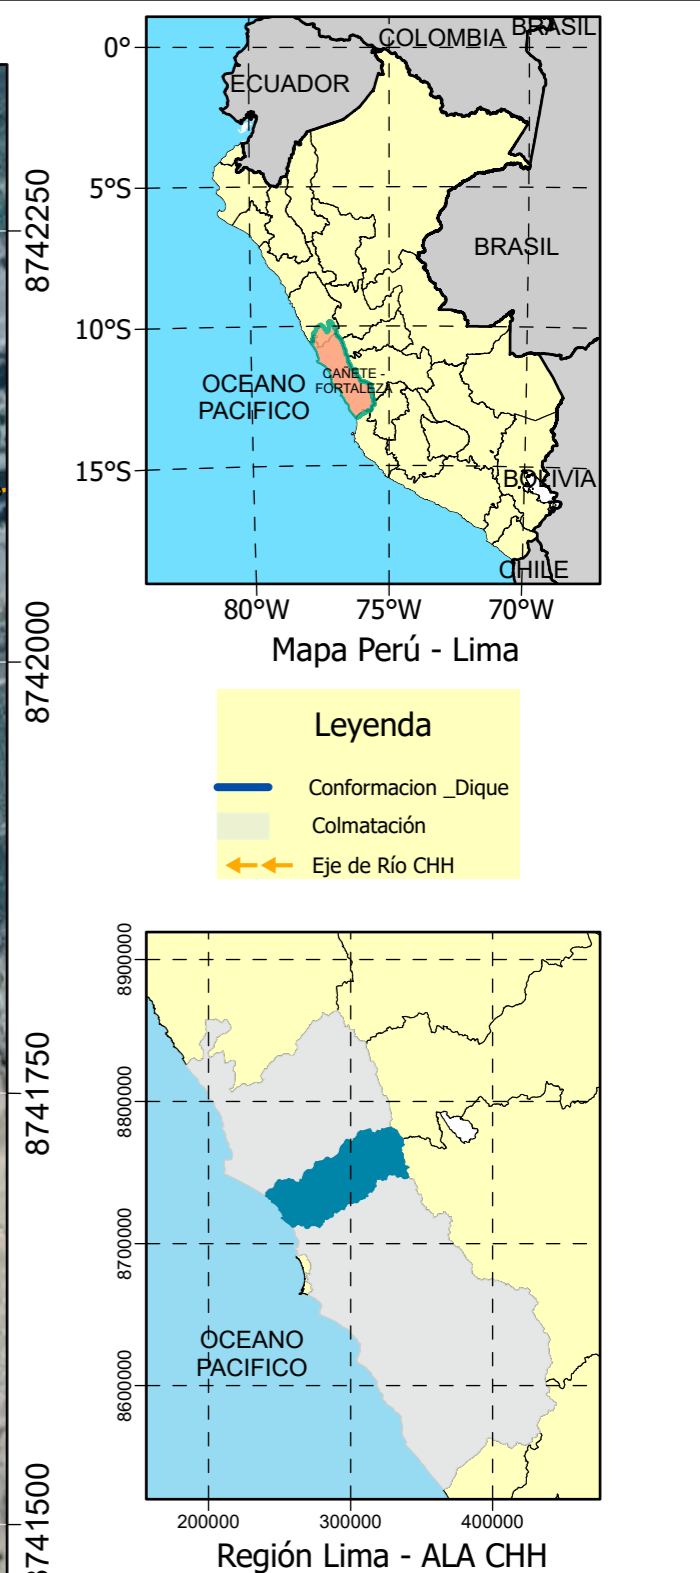 8742250
8742000
8741750
8741500
0°
5°S
10°S
15°S
COLOMBIA
BRASIL
ECUADOR
BRASIL
OCEANO
PACIFICO
CAÑETE -
FORTALEZA
BOLIVIA
CHILE
80°W 75°W 70°W
Mapa Perú - Lima
Leyenda
Conformacion _Dique
Colmatación
Eje de Río CHH
8900000
8800000
8700000
8600000
OCEANO
PACIFICO
200000 300000 400000
Región Lima - ALA CHH